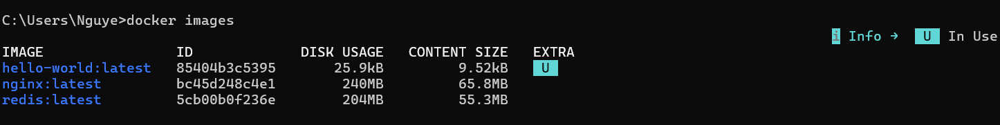 C:\Users\Nguye>docker images
i Info → U In Use
IMAGE ID DISK USAGE CONTENT SIZE EXTRA
hello-world:latest 85404b3c5395 25.9kB 9.52kB U
nginx:latest bc45d248c4e1 240MB 65.8MB
redis:latest 5cb00b0f236e 204MB 55.3MB